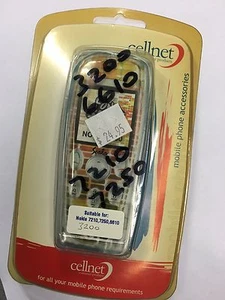 cellnet
mobile phone accessories
3200
6610
NO
$24.95
7210
7250
Suitable for:
Nokia 7210,7250,6610
3200
cellnet
for all your mobile phone requirements